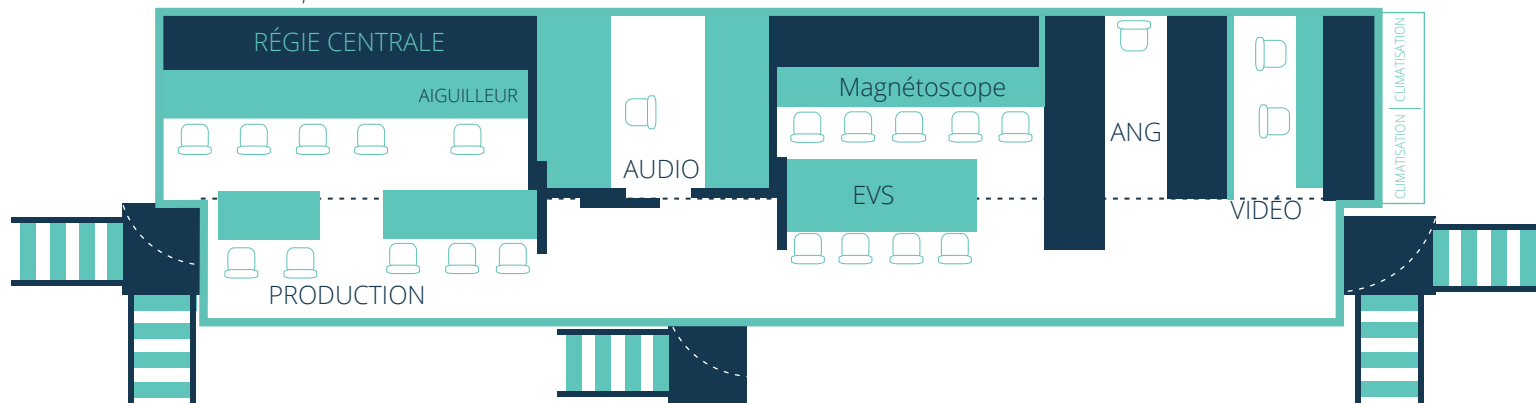 RÉGIE CENTRALE
AIGUILLEUR
AUDIO
Magnétoscope
EVS
ANG
VIDÉO
CLIMATISATION
CLIMATISATION
PRODUCTION